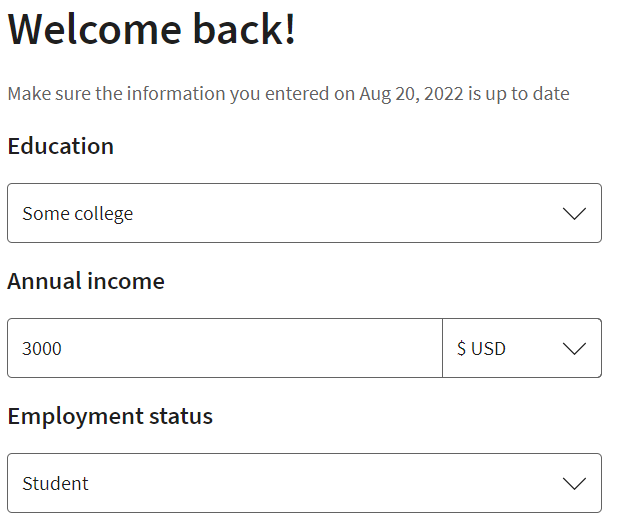 Welcome back!
Make sure the information you entered on Aug 20, 2022 is up to date
Education
Some college
Annual income
3000
$ USD
Employment status
Student